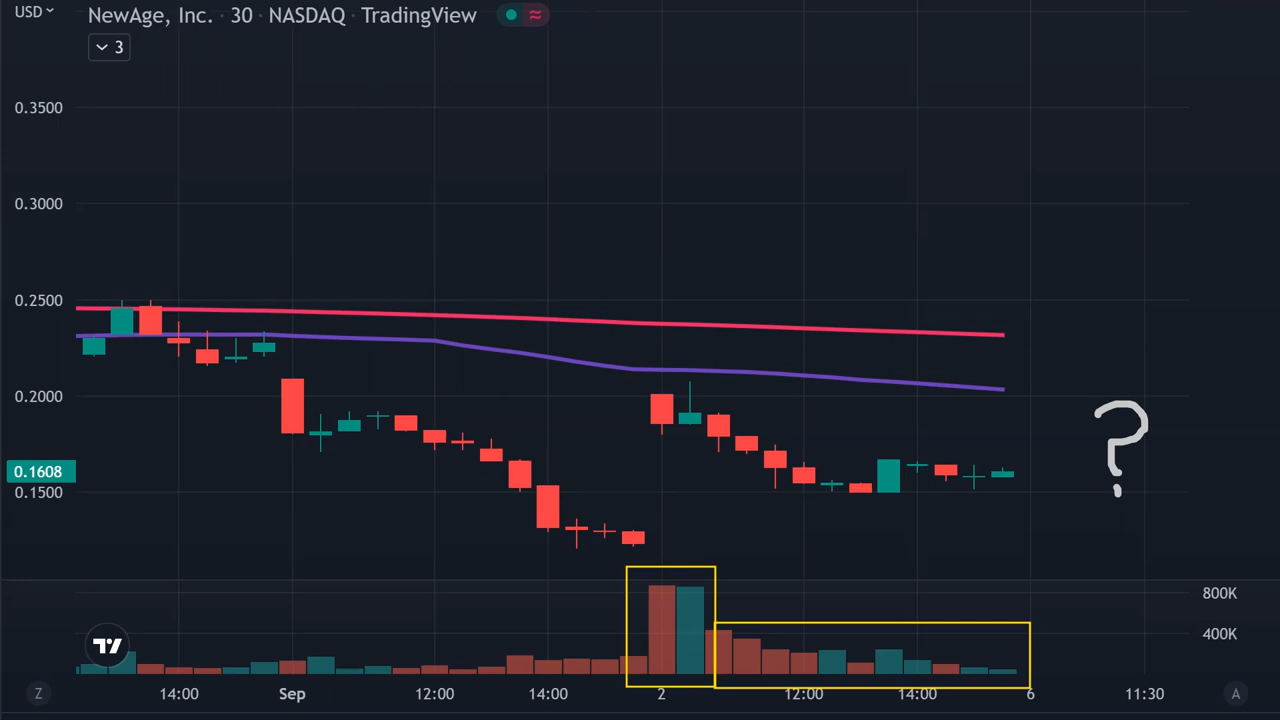 USD
NewAge, Inc. · 30 · NASDAQ · TradingView
3
0.3500
0.3000
0.2500
0.2000
0.1608
0.1500
?
800K
400K
Z
14:00 Sep 12:00 14:00 2 12:00 14:00 6 11:30
A